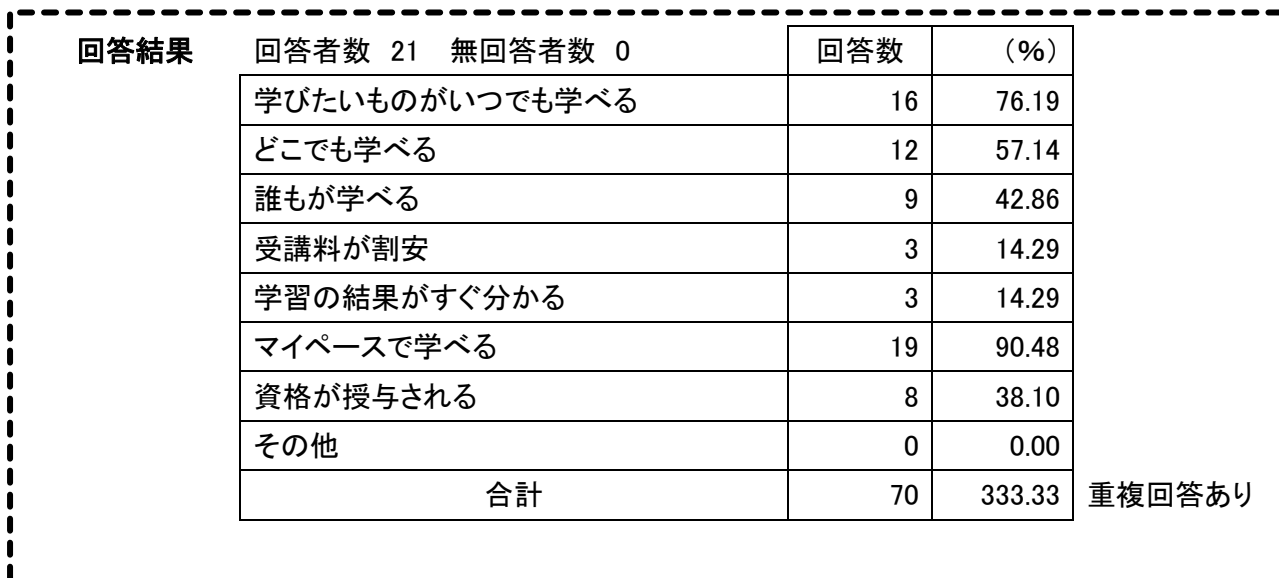 回答結果 回答者数 21 無回答者数 0 回答数 (%)
学びたいものがいつでも学べる 16 76.19
どこでも学べる 12 57.14
誰もが学べる 9 42.86
受講料が割安 3 14.29
学習の結果がすぐ分かる 3 14.29
マイペースで学べる 19 90.48
資格が授与される 8 38.10
その他 0 0.00
合計 70 333.33 重複回答あり